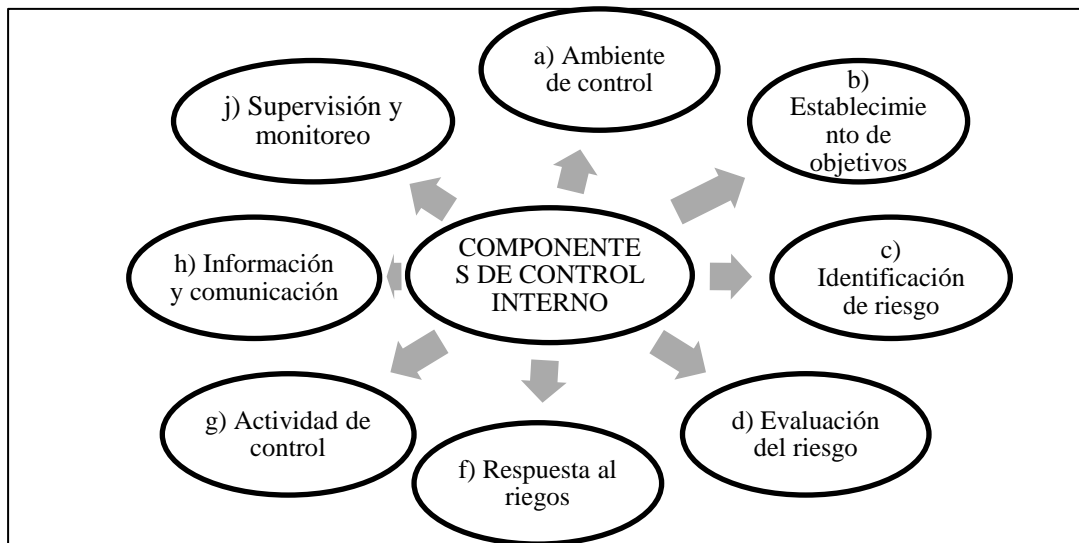 a) Ambiente
de control
b)
Establecimie
nto de
objetivos
c)
Identificación
de riesgo
d) Evaluación
del riesgo
f) Respuesta al
riegos
g) Actividad de
control
h) Información
y comunicación
j) Supervisión y
monitoreo
COMPONENTE
S DE CONTROL
INTERNO